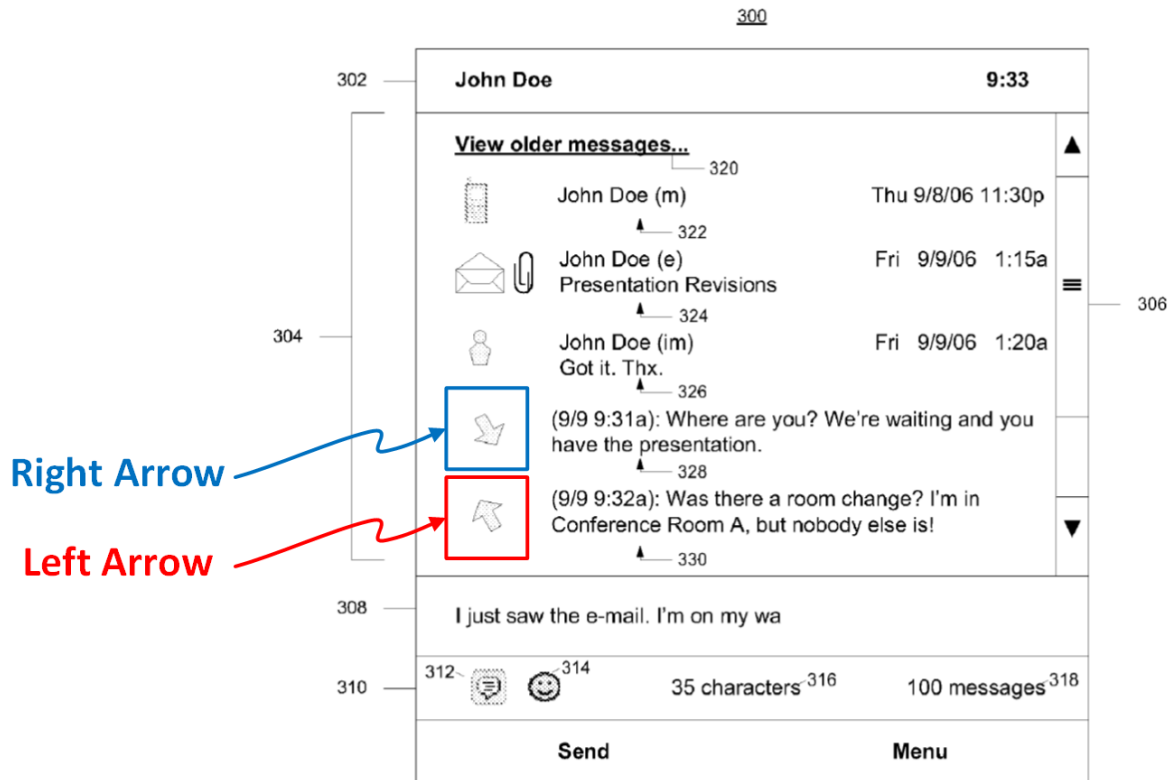 300
302
John Doe 9:33
View older messages...
320
John Doe (m) Thu 9/8/06 11:30p
322
John Doe (e) Fri 9/9/06 1:15a
Presentation Revisions
324
306
304
John Doe (im) Fri 9/9/06 1:20a
Got it. Thx.
326
(9/9 9:31a): Where are you? We're waiting and you
have the presentation.
328
Right Arrow
(9/9 9:32a): Was there a room change? I'm in
Conference Room A, but nobody else is!
330
Left Arrow
308
I just saw the e-mail. I'm on my wa
310
312 314 35 characters 316 100 messages 318
Send Menu